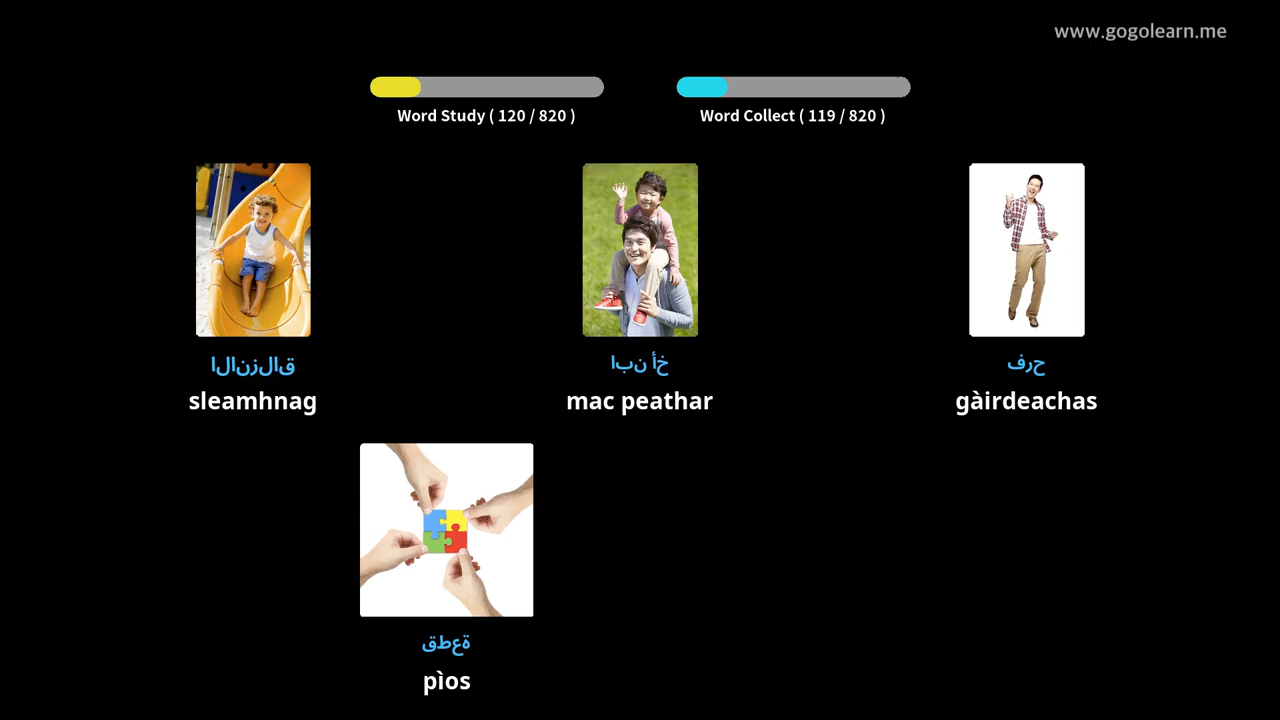 www.gogolearn.me
Word Study ( 120 / 820 )
Word Collect ( 119 / 820 )
الانزلاق
sleamhnag
ابن أخ
mac peathar
فرح
gàirdeachas
قطعة
pìos